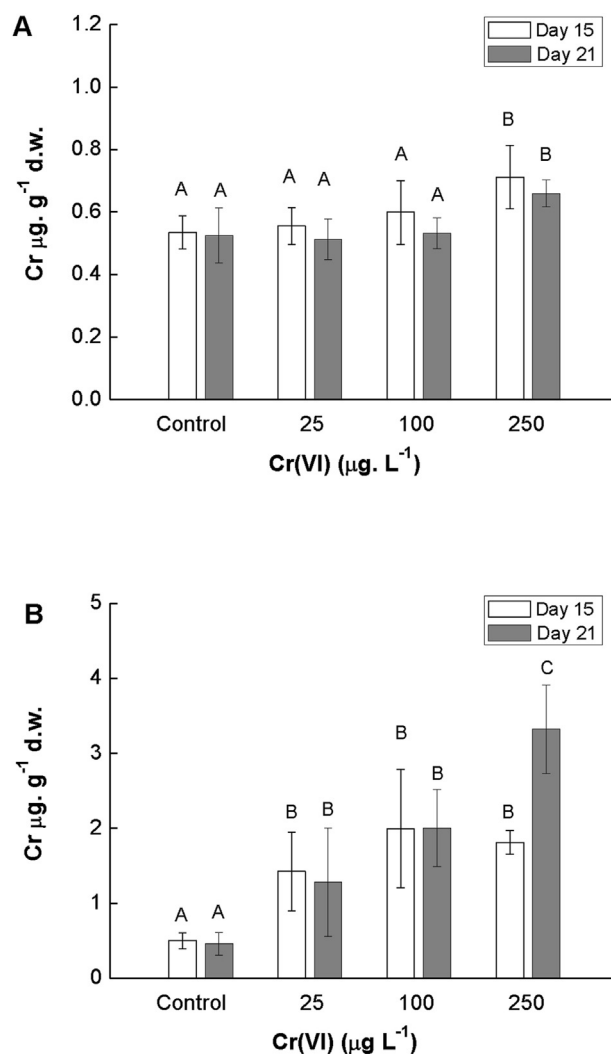 A
1.2
1.0
0.8
0.6
0.4
0.2
0.0
Cr μg. g⁻¹ d.w.
Day 15
Day 21
A A A A A A B B
Control 25 100 250
Cr(VI) (μg. L⁻¹)
B
5
4
3
2
1
0
Cr μg. g⁻¹ d.w.
Day 15
Day 21
A A B B B B B C
Control 25 100 250
Cr(VI) (μg L⁻¹)